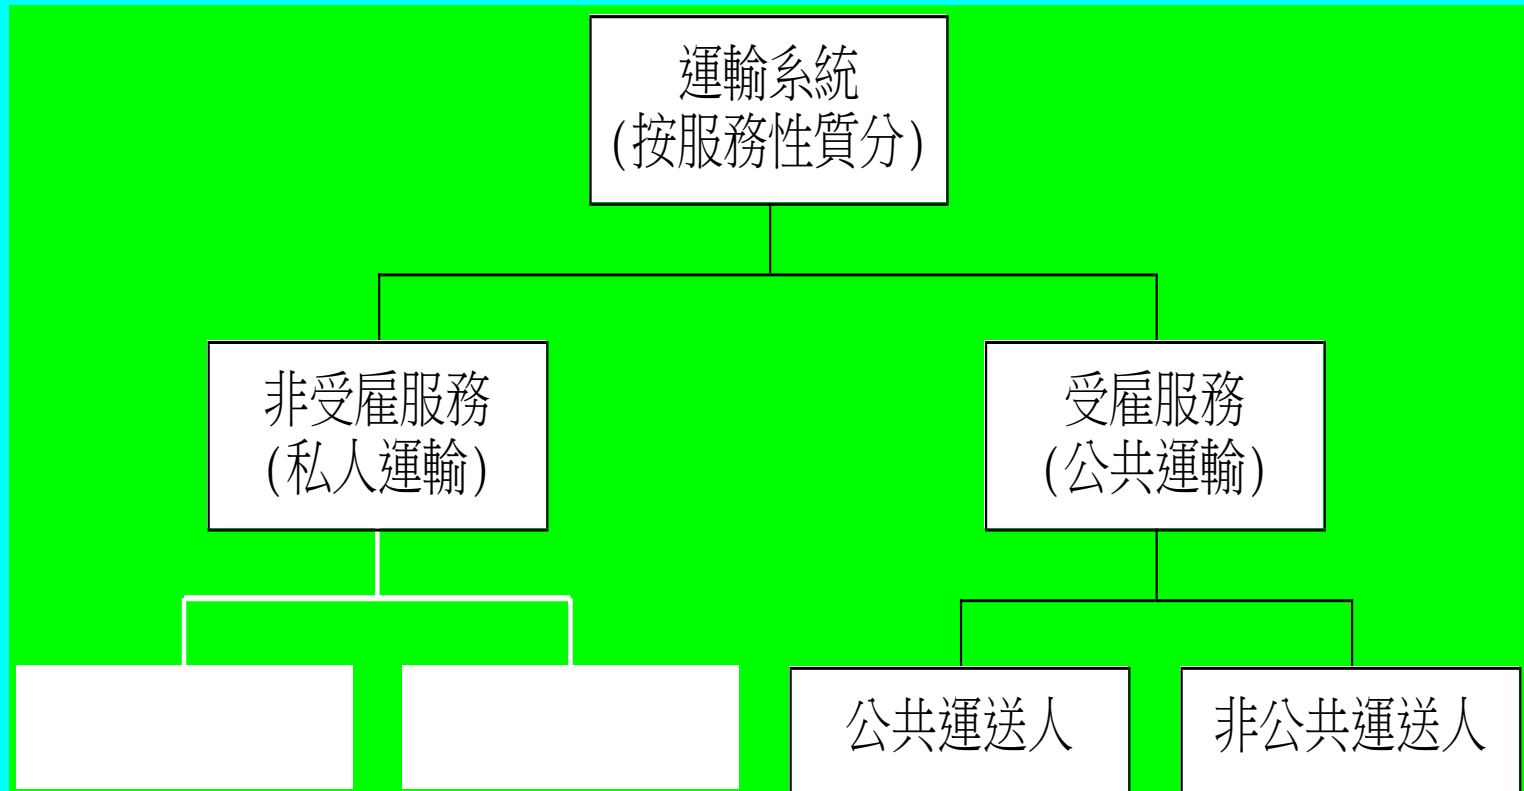 運輸系統
(按服務性質分)
非受雇服務
(私人運輸)
受雇服務
(公共運輸)
公共運送人
非公共運送人